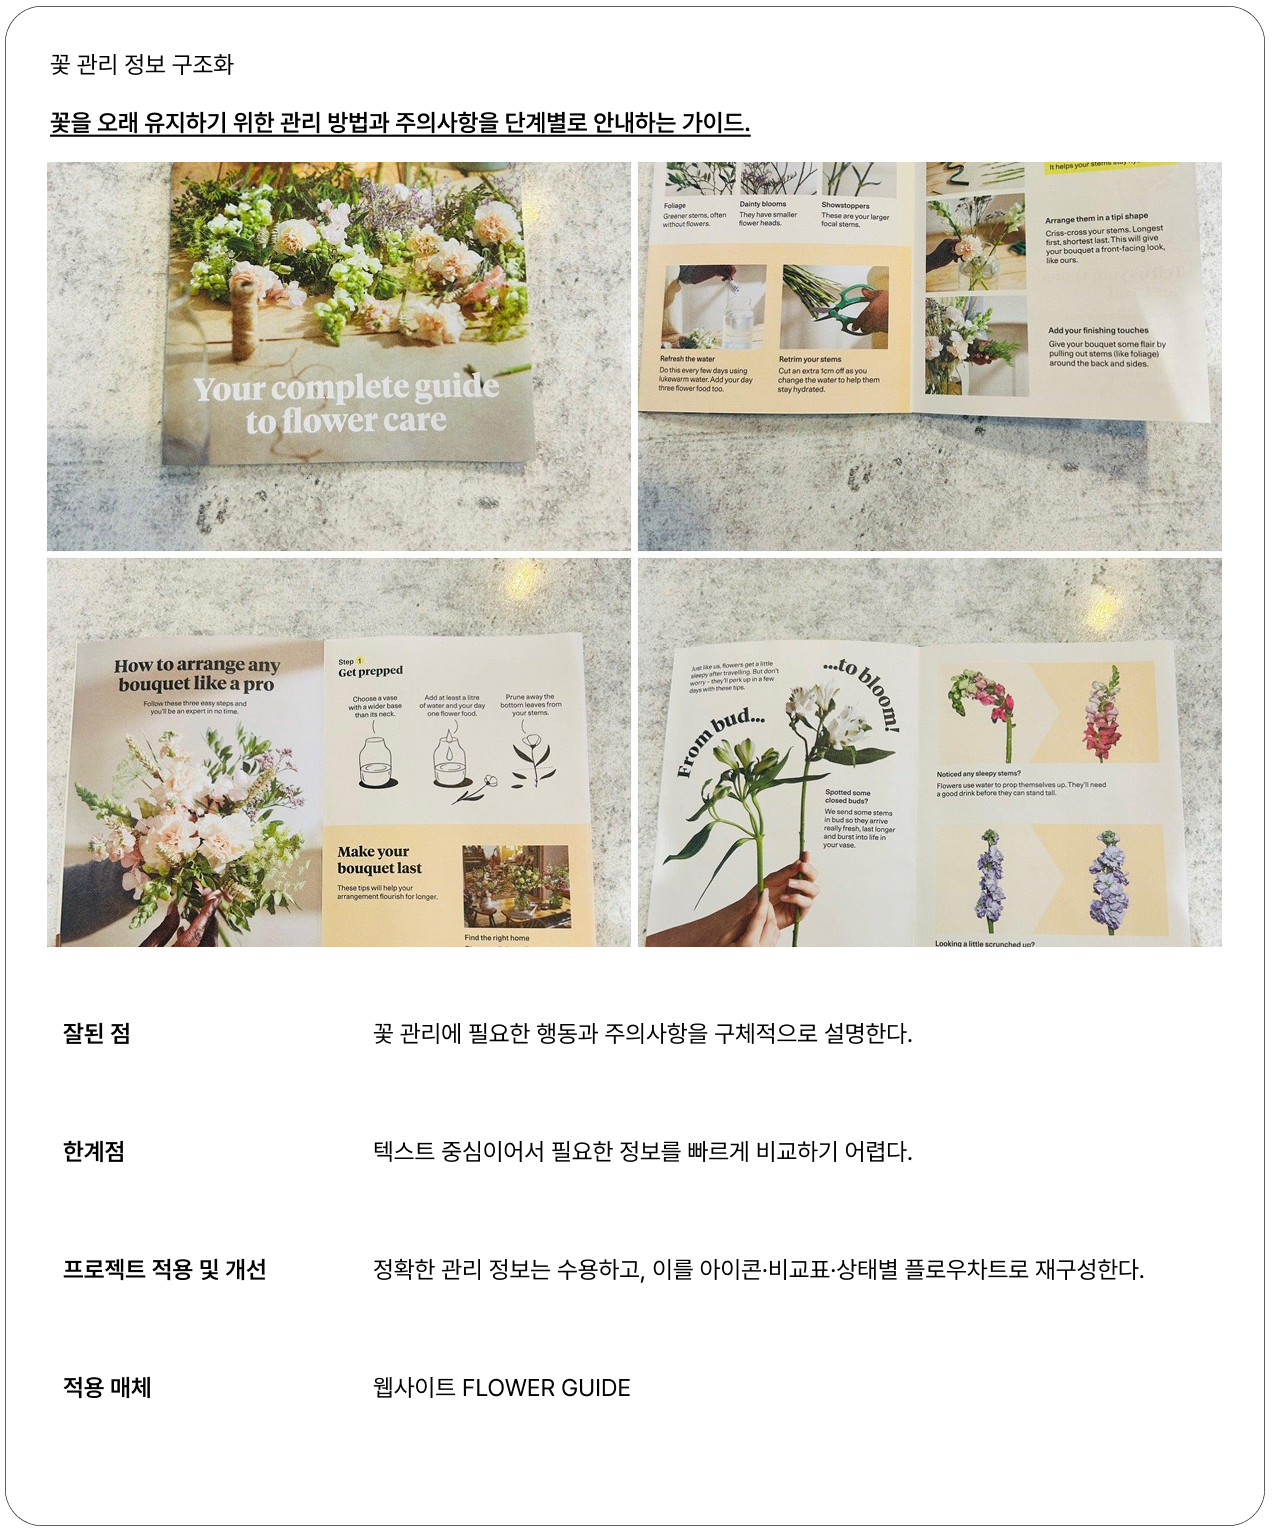 꽃 관리 정보 구조화
꽃을 오래 유지하기 위한 관리 방법과 주의사항을 단계별로 안내하는 가이드.
Your complete guide
to flower care
It helps your stems stay
Foliage
Greener stems, often
without flowers.
Dainty blooms
They have smaller
flower heads.
Showstoppers
These are your larger
focal stems.
Refresh the water
Do this every few days using
lukewarm water. Add your day
three flower food too.
Retrim your stems
Cut an extra 1cm off as you
change the water to help them
stay hydrated.
Arrange them in a tipi shape
Criss-cross your stems. Longest
first, shortest last. This will give
your bouquet a front-facing look,
like ours.
Add your finishing touches
Give your bouquet some flair by
pulling out stems (like foliage)
around the back and sides.
How to arrange any
bouquet like a pro
Follow these three easy steps and
you'll be an expert in no time.
Step 1
Get prepped
Choose a vase
with a wider base
than its neck.
Add at least a litre
of water and your day
one flower food.
Prune away the
bottom leaves from
your stems.
Make your
bouquet last
These tips will help your
arrangement flourish for longer.
Find the right home
Just like us, flowers get a little
sleepy after travelling. But don't
worry – they'll perk up in a few
days with these tips.
From bud...
...to bloom!
Spotted some
closed buds?
We send some stems
in bud so they arrive
really fresh, last longer
and burst into life in
your vase.
Noticed any sleepy stems?
Flowers use water to prop themselves up. They'll need
a good drink before they can stand tall.
Looking a little scrunched up?
잘된 점
꽃 관리에 필요한 행동과 주의사항을 구체적으로 설명한다.
한계점
텍스트 중심이어서 필요한 정보를 빠르게 비교하기 어렵다.
프로젝트 적용 및 개선
정확한 관리 정보는 수용하고, 이를 아이콘·비교표·상태별 플로우차트로 재구성한다.
적용 매체
웹사이트 FLOWER GUIDE